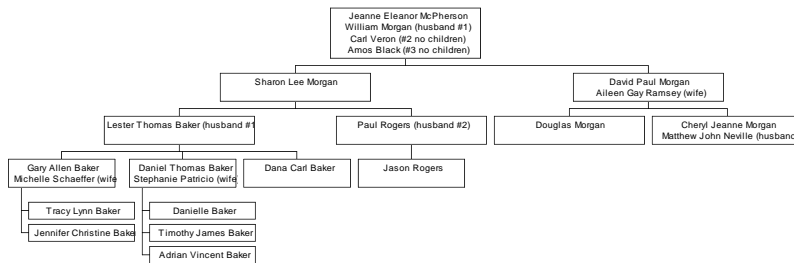 Jeanne Eleanor McPherson
William Morgan (husband #1)
Carl Veron (#2 no children)
Amos Black (#3 no children)
Sharon Lee Morgan
David Paul Morgan
Aileen Gay Ramsey (wife)
Lester Thomas Baker (husband #1
Paul Rogers (husband #2)
Douglas Morgan
Cheryl Jeanne Morgan
Matthew John Neville (husband
Gary Allen Baker
Michelle Schaeffer (wife
Daniel Thomas Baker
Stephanie Patricio (wife
Dana Carl Baker
Jason Rogers
Tracy Lynn Baker
Jennifer Christine Baker
Danielle Baker
Timothy James Baker
Adrian Vincent Baker